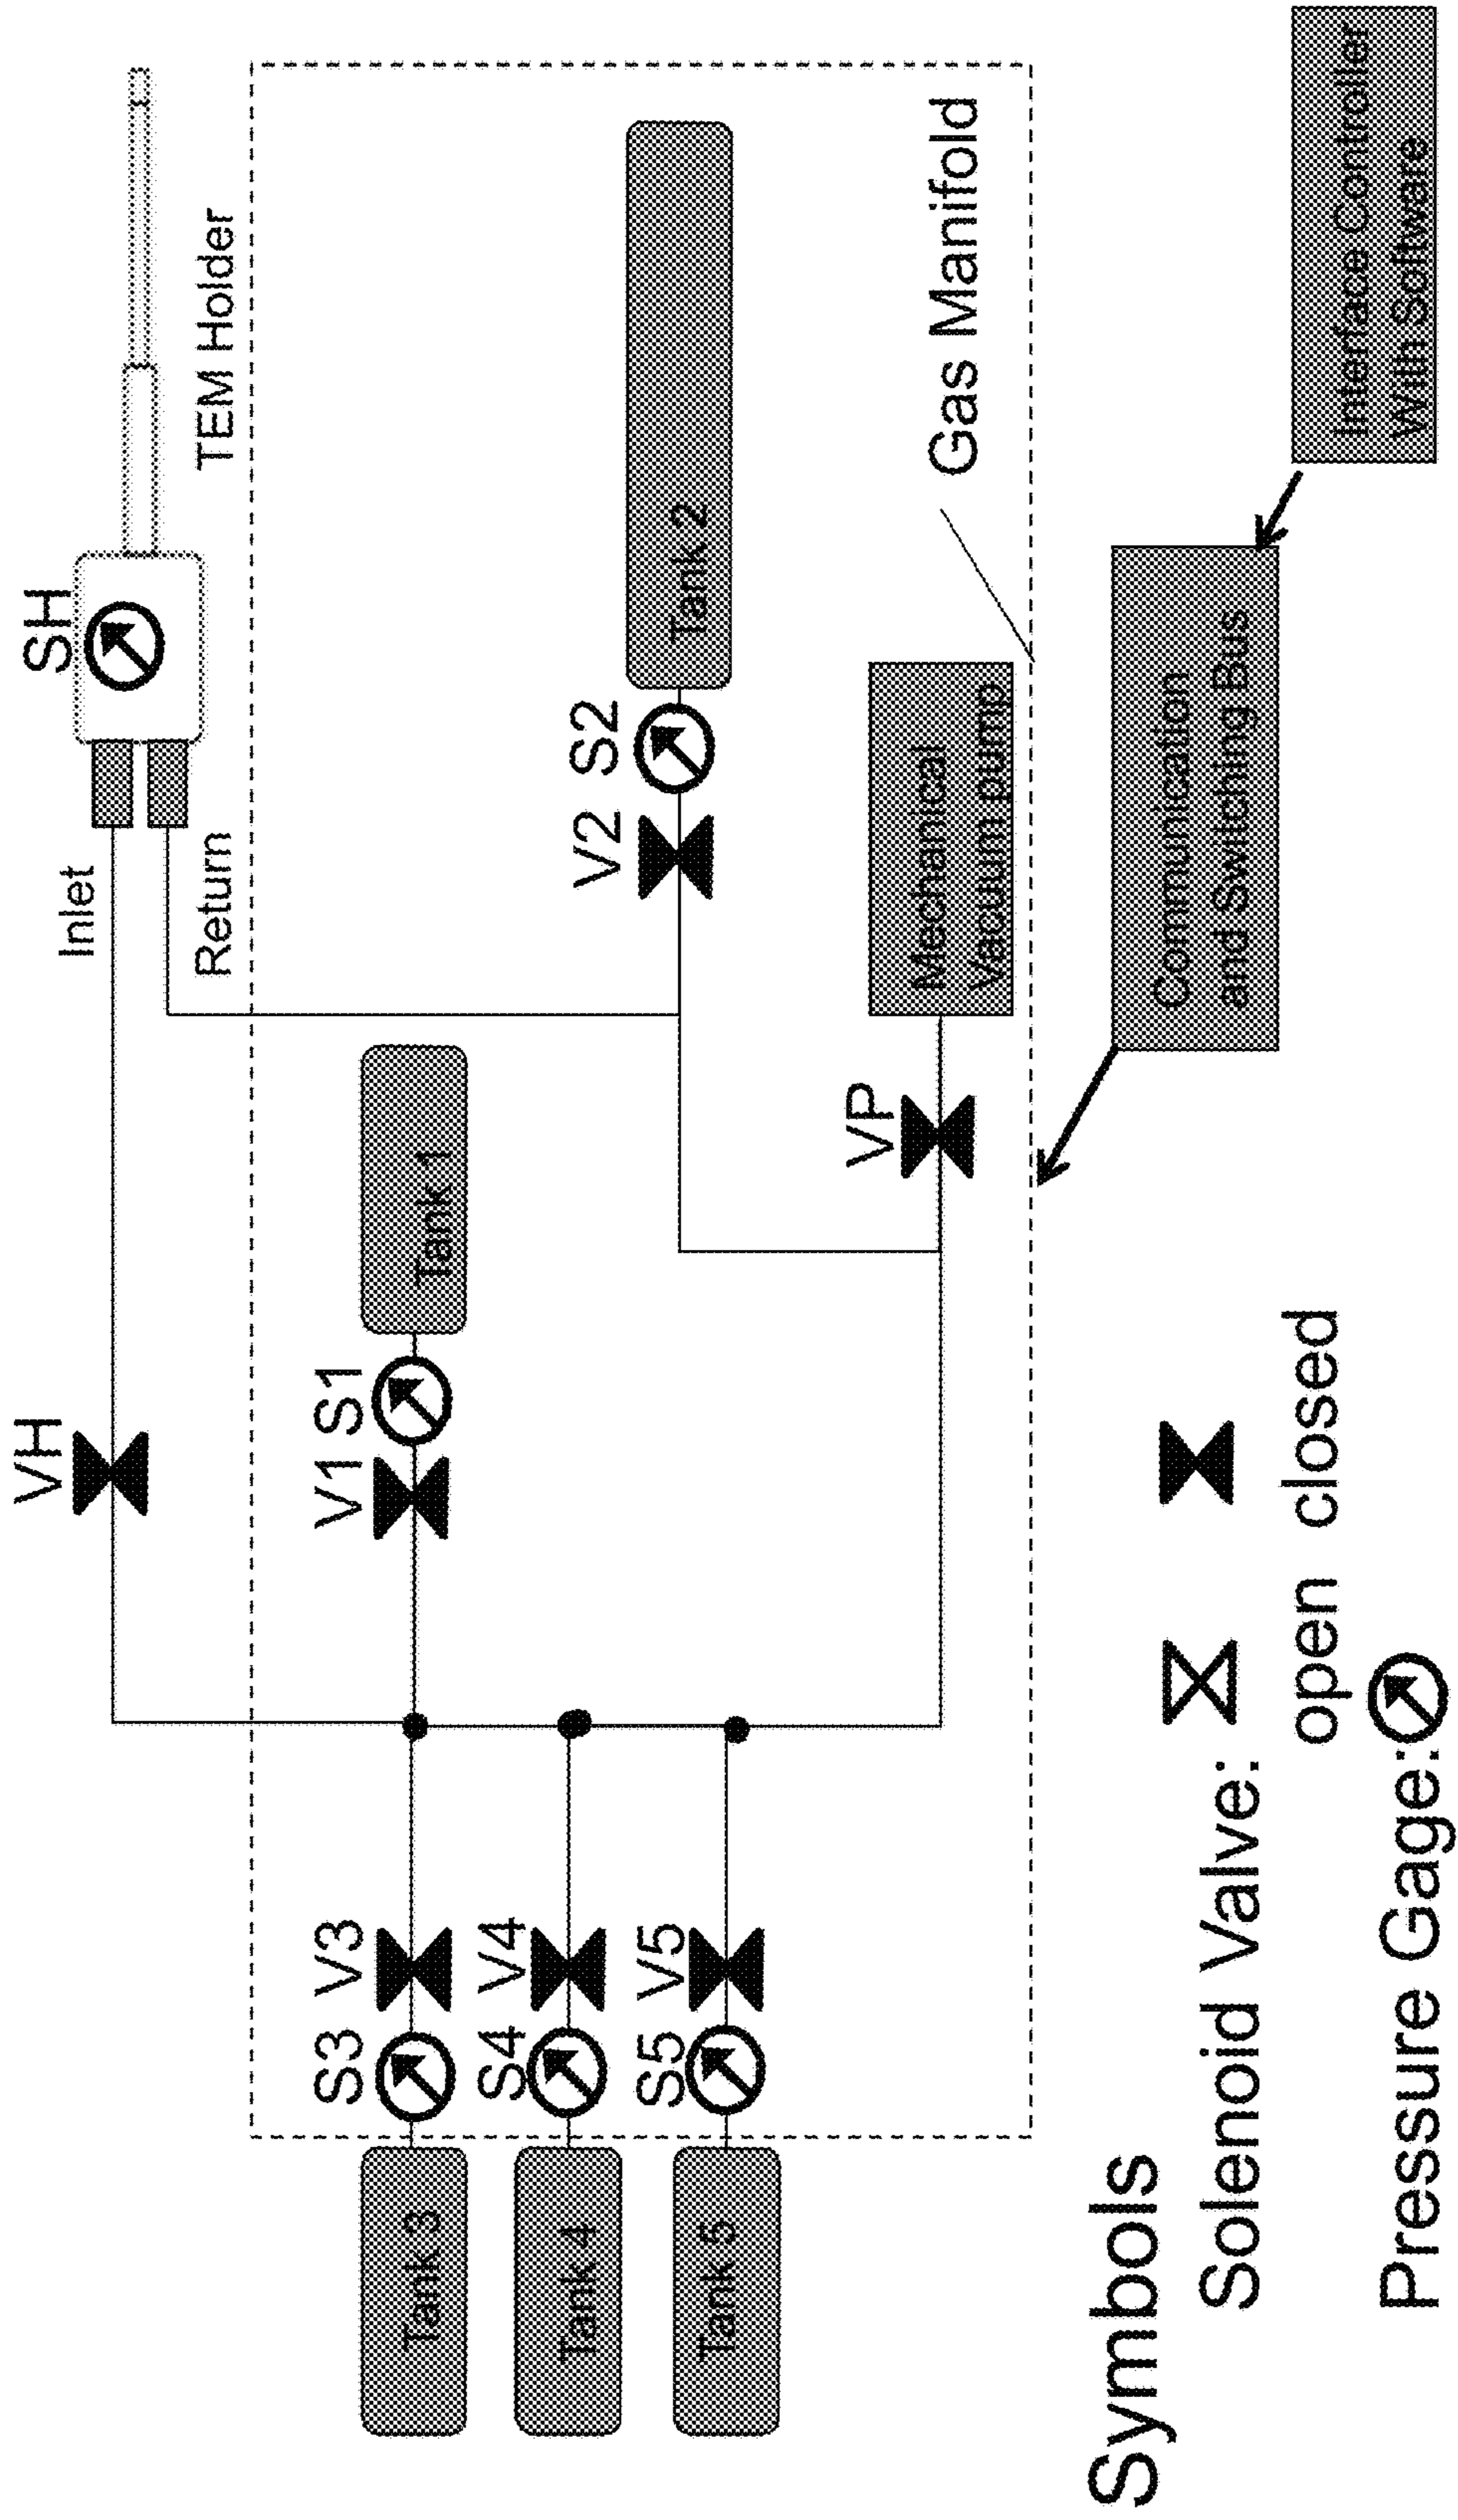 SH
VH
Inlet
TEM Holder
Return
V1 S1
Tank 1
S3 V3
Tank 3
S4 V4
Tank 4
S5 V5
Tank 5
V2 S2
Tank 2
VP
Mechanical
Vacuum pump
Gas Manifold
Communication
and Switching Bus
Interface Controller
With Software
Symbols
Solenoid Valve:
open closed
Pressure Gage: